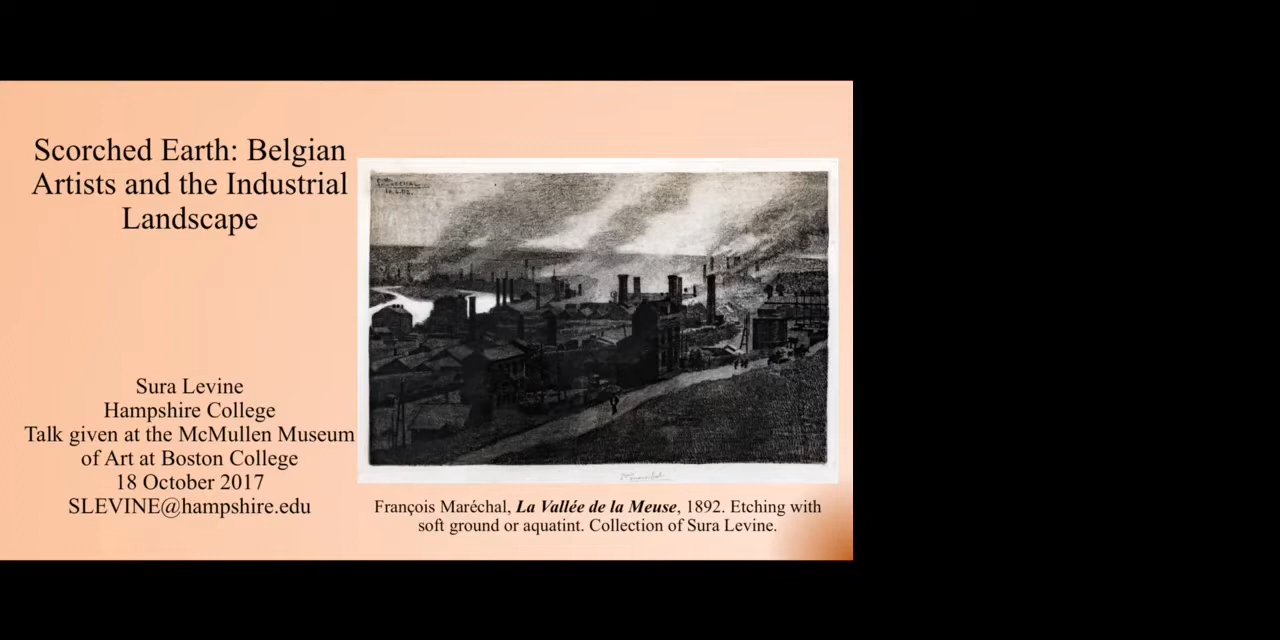 Scorched Earth: Belgian
Artists and the Industrial
Landscape
Sura Levine
Hampshire College
Talk given at the McMullen Museum
of Art at Boston College
18 October 2017
SLEVINE@hampshire.edu
François Maréchal, La Vallée de la Meuse, 1892. Etching with
soft ground or aquatint. Collection of Sura Levine.